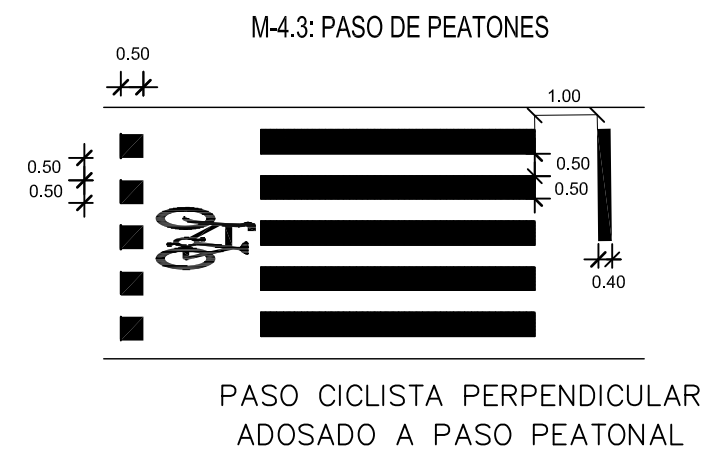 M-4.3: PASO DE PEATONES
0.50
1.00
0.50
0.50
0.50
0.50
0.40
PASO CICLISTA PERPENDICULAR
ADOSADO A PASO PEATONAL